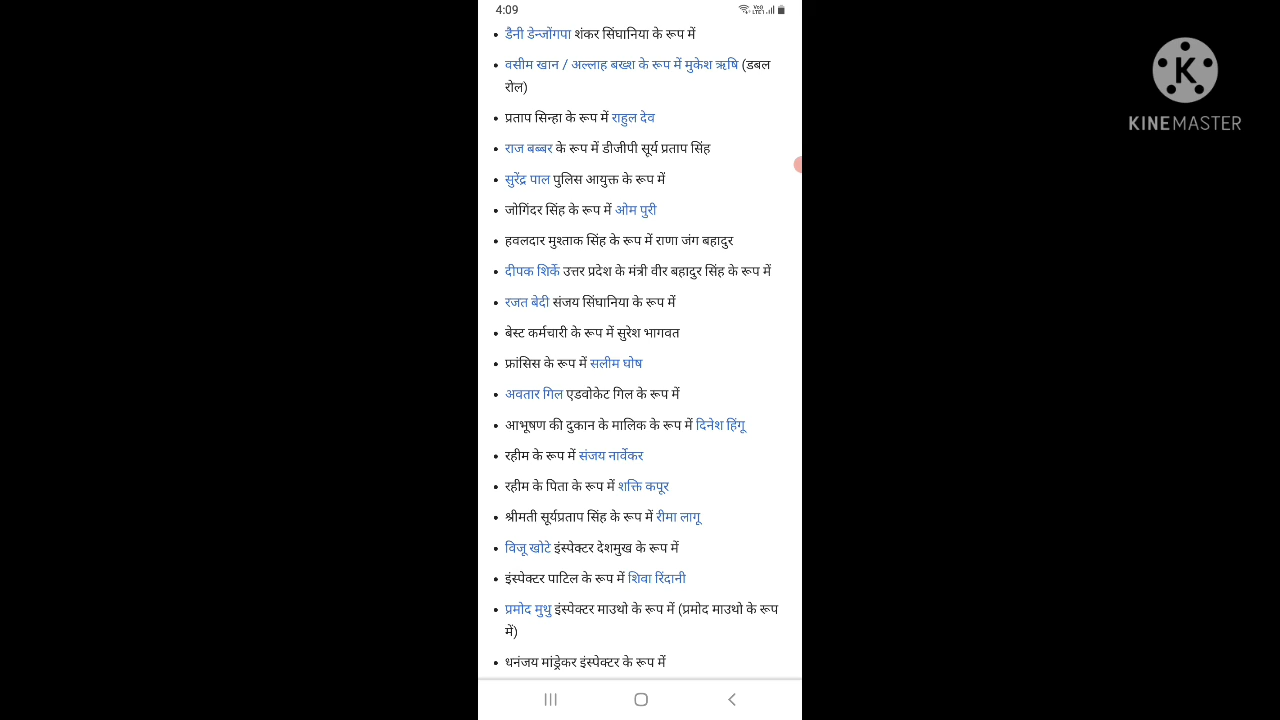 4:09
VoD
LTE1
डैनी डेन्जोंगपा शंकर सिंघानिया के रूप में
वसीम खान / अल्लाह बख्श के रूप में मुकेश ऋषि (डबल
रोल)
प्रताप सिन्हा के रूप में राहुल देव
राज बब्बर के रूप में डीजीपी सूर्य प्रताप सिंह
सुरेंद्र पाल पुलिस आयुक्त के रूप में
जोगिंदर सिंह के रूप में ओम पुरी
हवलदार मुश्ताक सिंह के रूप में राणा जंग बहादुर
दीपक शिर्के उत्तर प्रदेश के मंत्री वीर बहादुर सिंह के रूप में
रजत बेदी संजय सिंघानिया के रूप में
बेस्ट कर्मचारी के रूप में सुरेश भागवत
फ्रांसिस के रूप में सलीम घोष
अवतार गिल एडवोकेट गिल के रूप में
आभूषण की दुकान के मालिक के रूप में दिनेश हिंगू
रहीम के रूप में संजय नार्वेकर
रहीम के पिता के रूप में शक्ति कपूर
श्रीमती सूर्यप्रताप सिंह के रूप में रीमा लागू
विजू खोटे इंस्पेक्टर देशमुख के रूप में
इंस्पेक्टर पाटिल के रूप में शिवा रिंदानी
प्रमोद मुथु इंस्पेक्टर माउथो के रूप में (प्रमोद माउथो के रूप
में)
धनंजय मांड्रेकर इंस्पेक्टर के रूप में
K
KINEMASTER